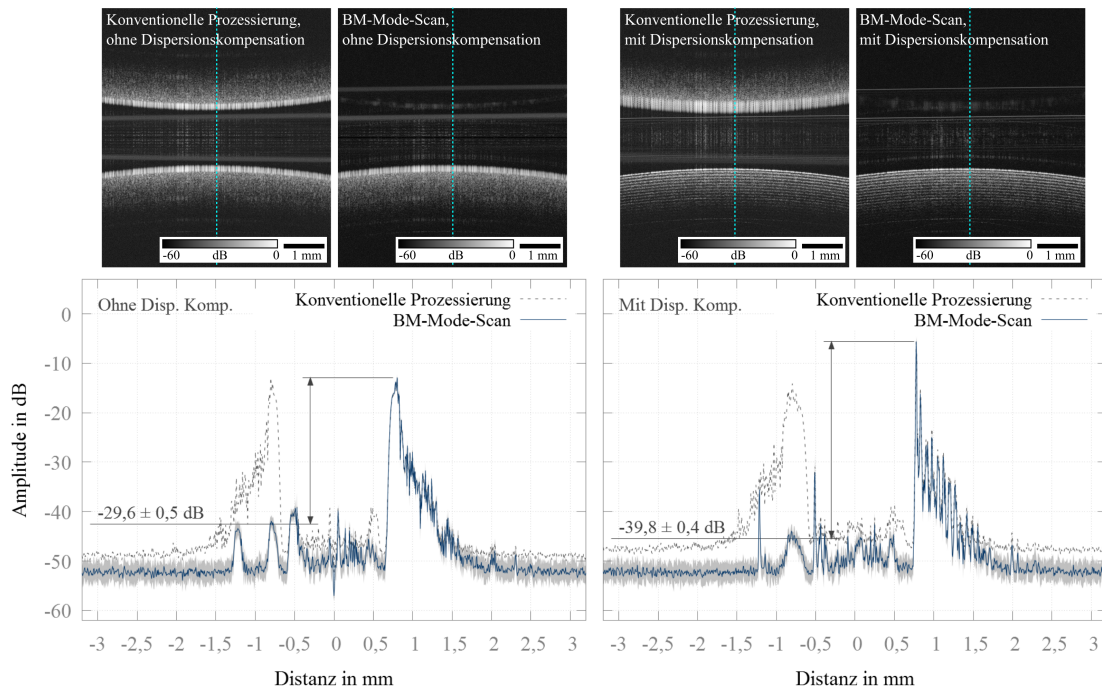 Konventionelle Prozessierung,
ohne Dispersionskompensation
BM-Mode-Scan,
ohne Dispersionskompensation
Konventionelle Prozessierung,
mit Dispersionskompensation
BM-Mode-Scan,
mit Dispersionskompensation
-60 dB 0 1 mm
-60 dB 0 1 mm
-60 dB 0 1 mm
-60 dB 0 1 mm
Ohne Disp. Komp.
Konventionelle Prozessierung
BM-Mode-Scan
-29,6 ± 0,5 dB
Mit Disp. Komp.
Konventionelle Prozessierung
BM-Mode-Scan
-39,8 ± 0,4 dB
Amplitude in dB
0
-10
-20
-30
-40
-50
-60
-3 -2,5 -2 -1,5 -1 -0,5 0 0,5 1 1,5 2 2,5 3
Distanz in mm
-3 -2,5 -2 -1,5 -1 -0,5 0 0,5 1 1,5 2 2,5 3
Distanz in mm